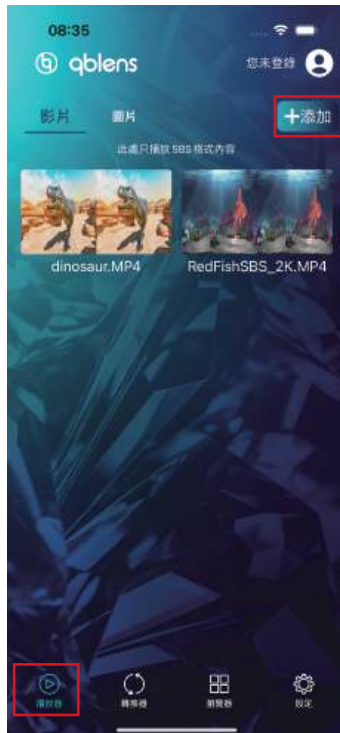 08:35
qblens
您未登錄
影片
圖片
+添加
此處只播放 SBS 格式內容
dinosaur.MP4
RedFishSBS_2K.MP4
播放器
轉換器
瀏覽器
設定